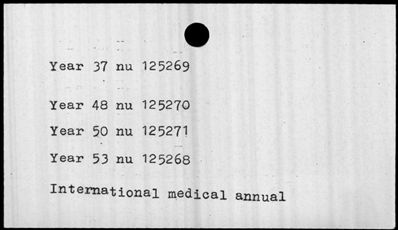 Year 37 nu 125269
Year 48 nu 125270
Year 50 nu 125271
Year 53 nu 125268
International medical annual